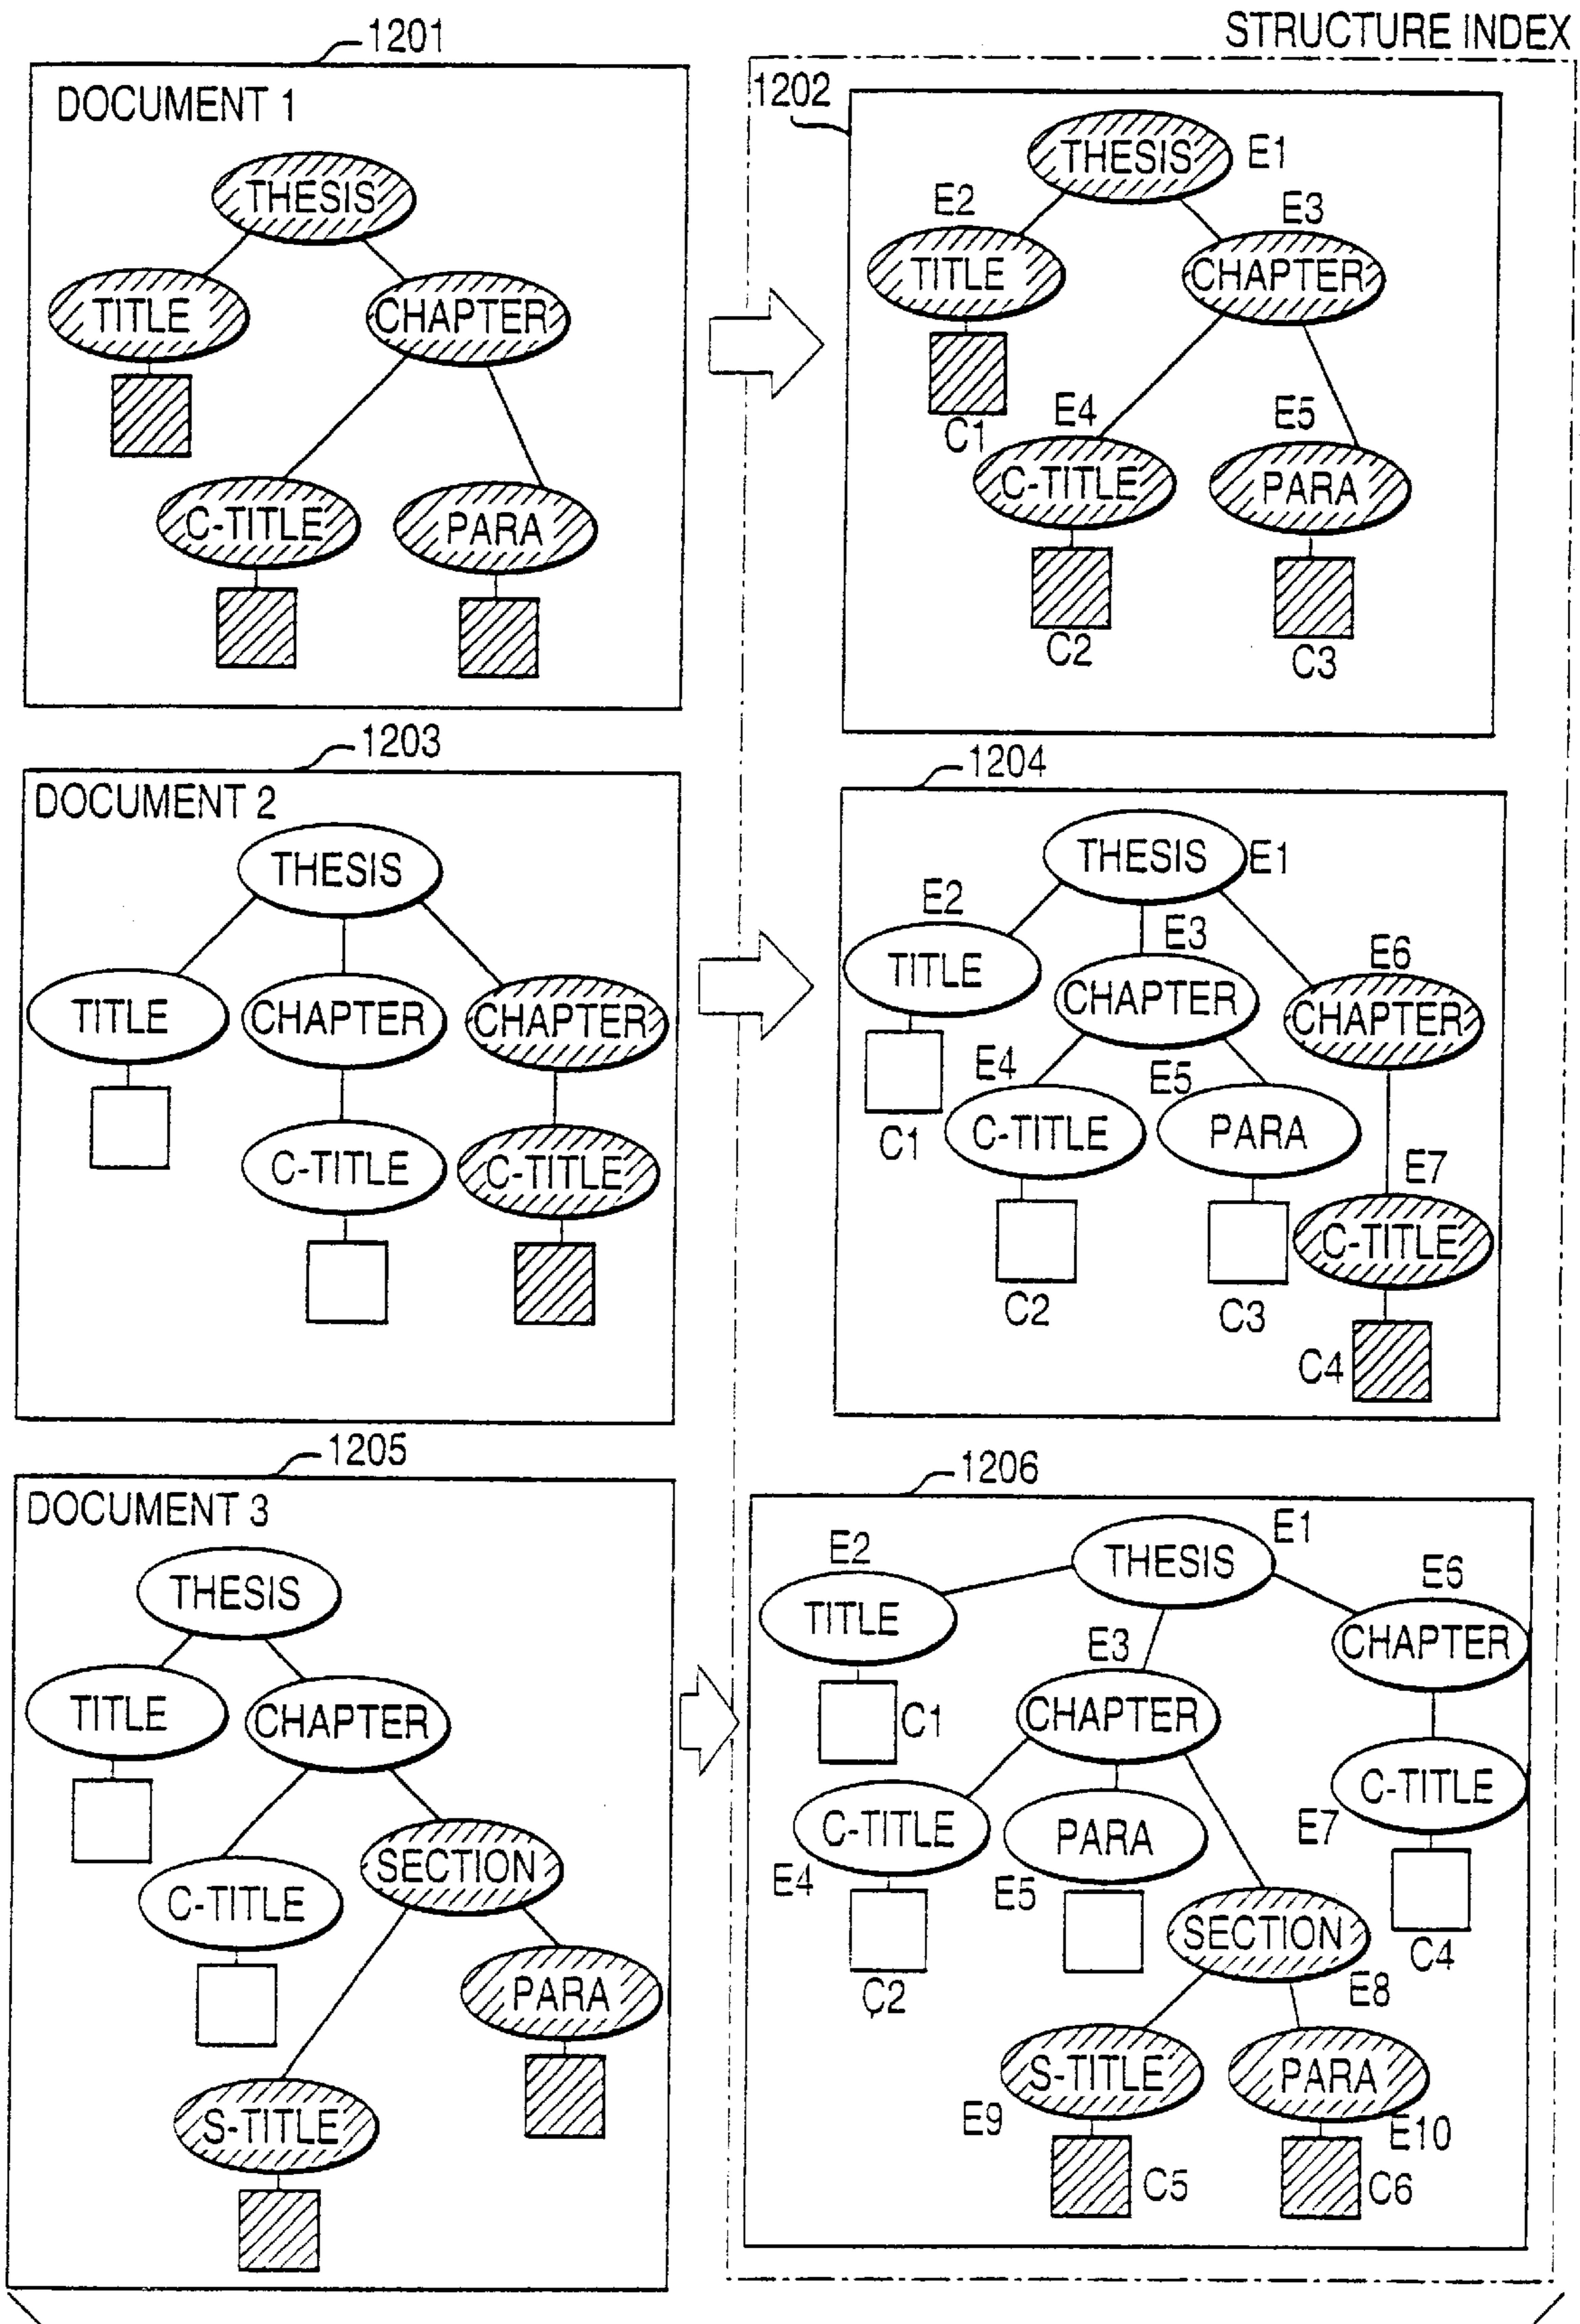 STRUCTURE INDEX
1201
DOCUMENT 1
THESIS
TITLE
CHAPTER
C-TITLE
PARA
1202
THESIS E1
E2
E3
TITLE
CHAPTER
C1
E4
E5
C-TITLE
PARA
C2
C3
1203
DOCUMENT 2
THESIS
TITLE
CHAPTER
CHAPTER
C-TITLE
C-TITLE
1204
THESIS E1
E2
E3
TITLE
E6
CHAPTER
CHAPTER
E4
E5
C1
C-TITLE
PARA
E7
C-TITLE
C2
C3
C4
1205
DOCUMENT 3
THESIS
TITLE
CHAPTER
SECTION
C-TITLE
PARA
S-TITLE
1206
E1
E2
THESIS
E6
TITLE
CHAPTER
E3
C1
CHAPTER
C-TITLE
C-TITLE
PARA
E7
E4
E5
SECTION
C4
C2
E8
S-TITLE
PARA
E9
E10
C5
C6